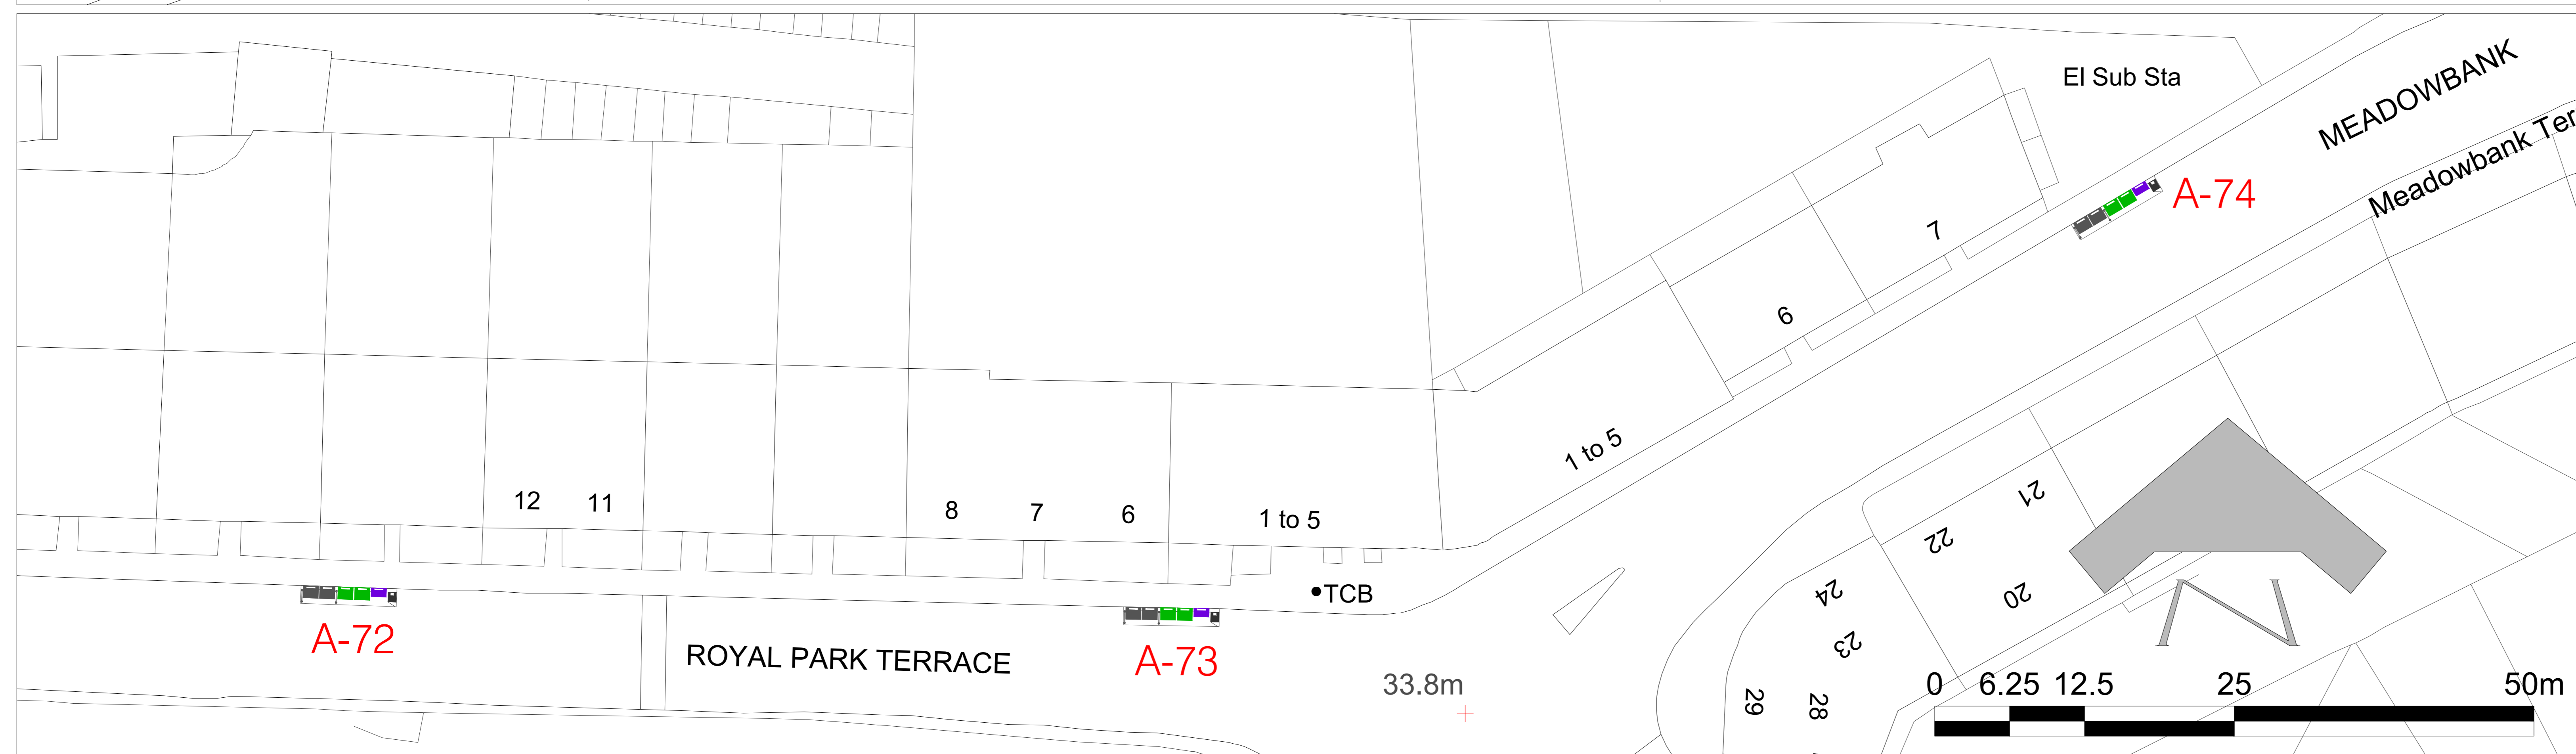 El Sub Sta
MEADOWBANK
Meadowbank Ter
A-74
7
6
1 to 5
12
11
8
7
6
1 to 5
TCB
A-72
ROYAL PARK TERRACE
A-73
33.8m
21
22
20
24
23
29
28
N
0 6.25 12.5 25 50m